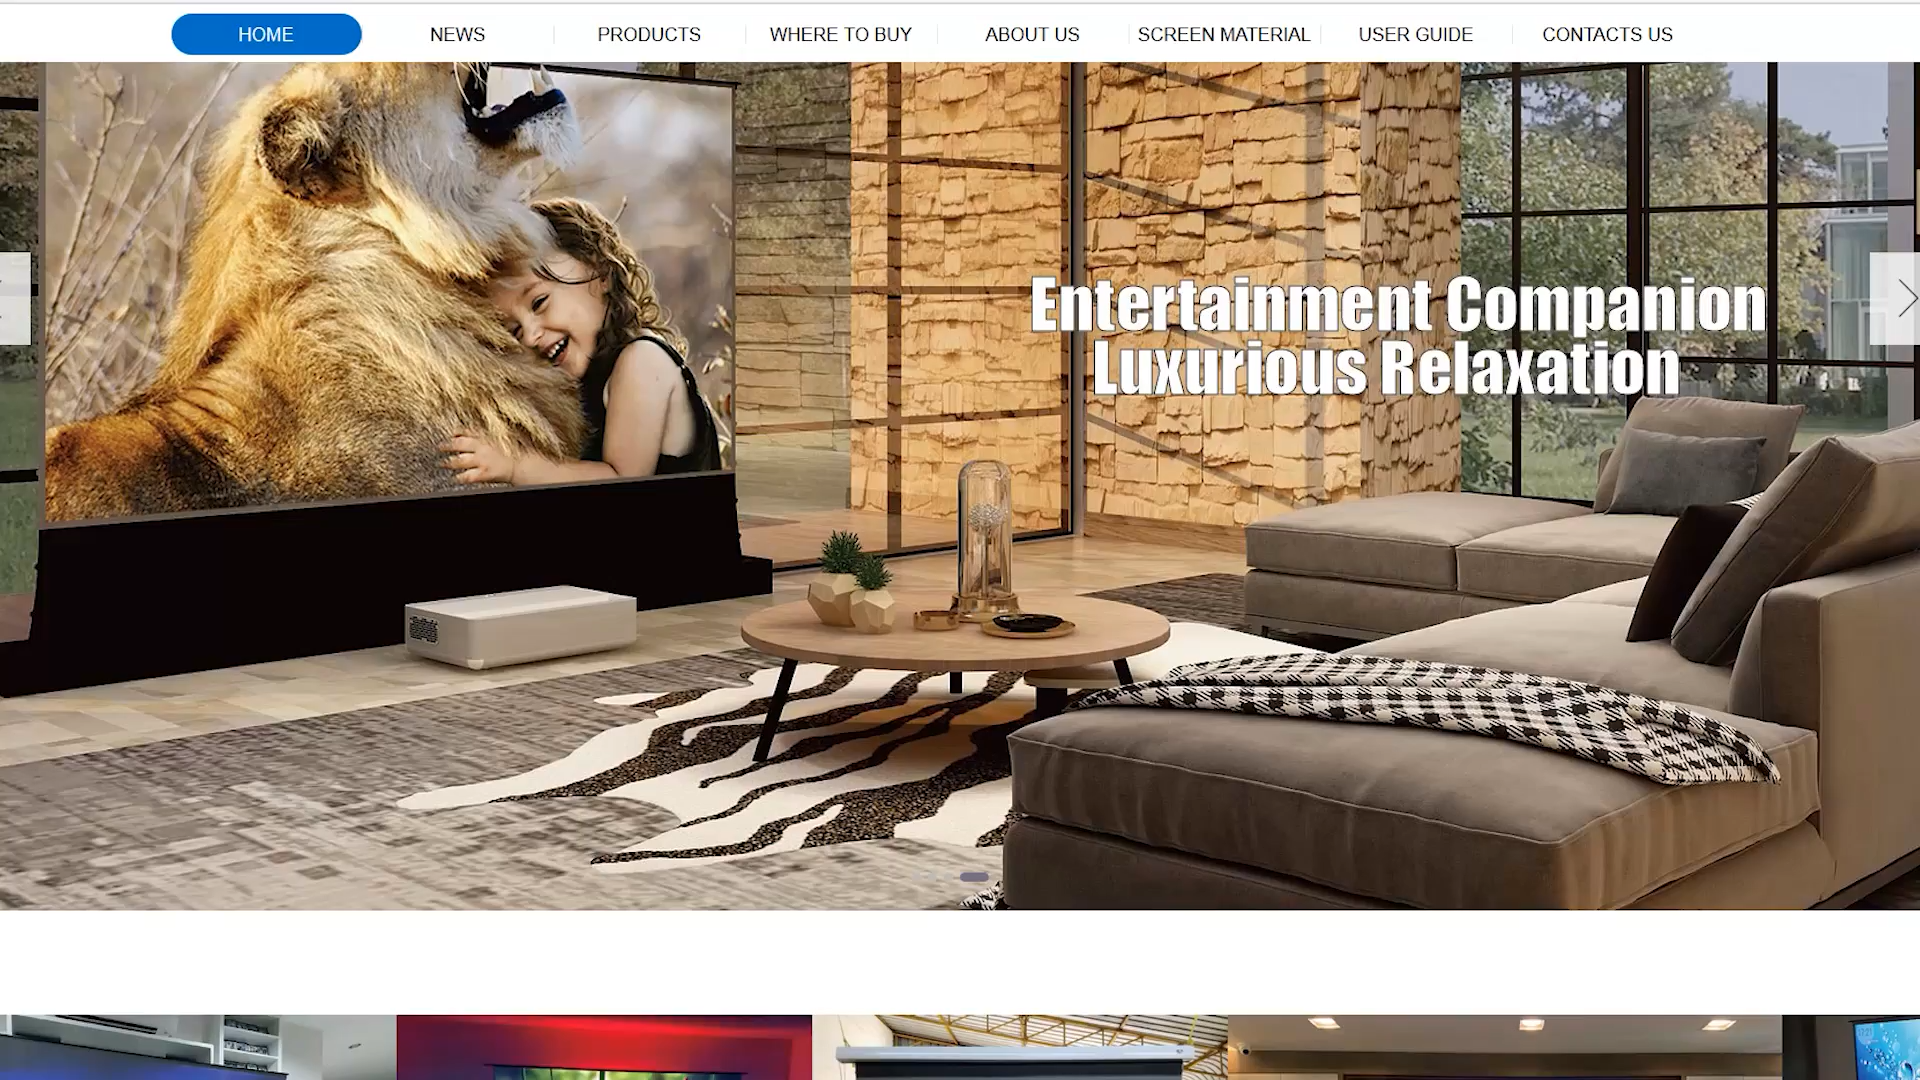 HOME
NEWS
PRODUCTS
WHERE TO BUY
ABOUT US
SCREEN MATERIAL
USER GUIDE
CONTACTS US
Entertainment Companion
Luxurious Relaxation